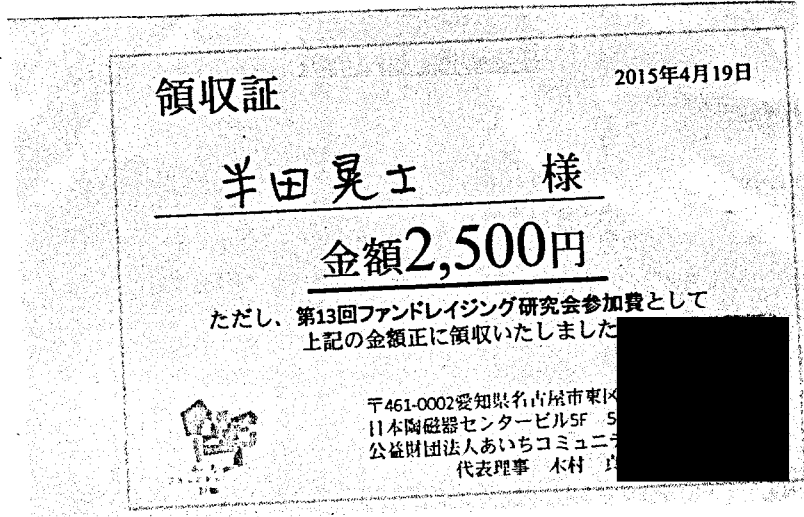 領収証
2015年4月19日
半田晃士 様
金額2,500円
ただし、第13回ファンドレイジング研究会参加費として
上記の金額正に領収いたしました
〒461-0002愛知県名古屋市東区
日本陶磁器センタービル5F 5
公益財団法人あいちコミュニテ
代表理事 木村